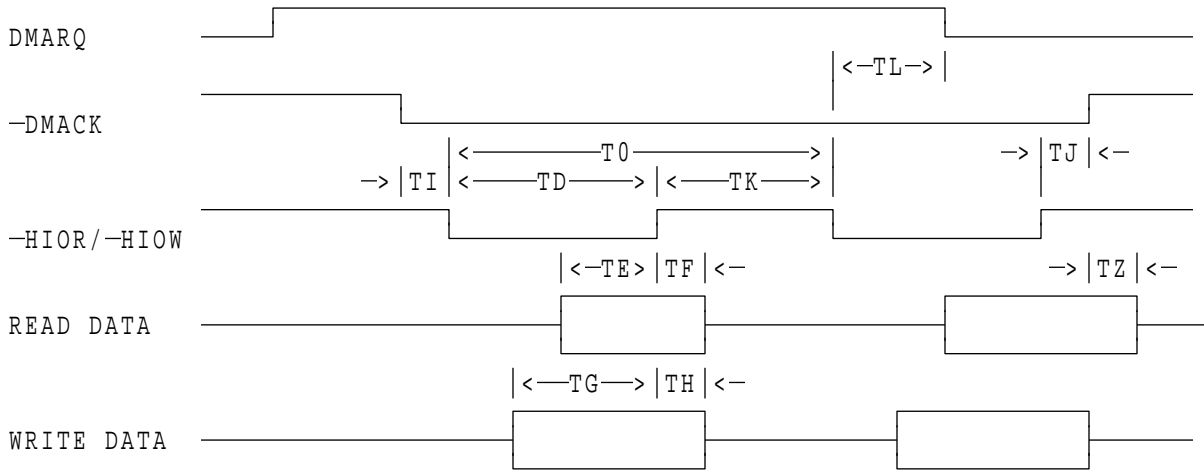 DMARQ
|<—TL—>|
—DMACK
|<———T0———>| —>|TJ|<—
—>|TI|<——TD——>|<——TK——>|
—HIOR/—HIOW
|<—TE—>|TF|<— —>|TZ|<—
READ DATA
|<——TG——>|TH|<—
WRITE DATA